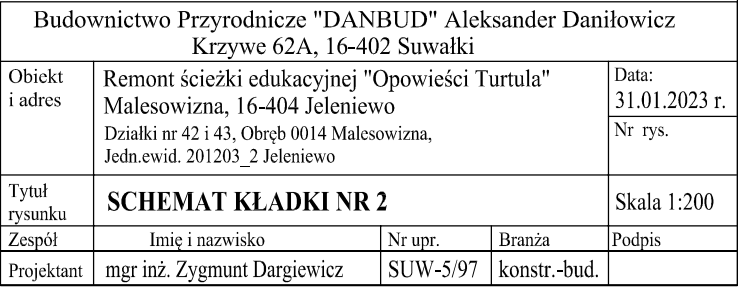 Budownictwo Przyrodnicze "DANBUD" Aleksander Daniłowicz
Krzywe 62A, 16-402 Suwałki
Obiekt
i adres
Remont ścieżki edukacyjnej "Opowieści Turtula"
Malesowizna, 16-404 Jeleniewo
Działki nr 42 i 43, Obręb 0014 Malesowizna,
Jedn.ewid. 201203_2 Jeleniewo
Data:
31.01.2023 r.
Nr rys.
Tytuł
rysunku
SCHEMAT KŁADKI NR 2
Skala 1:200
Zespół Imię i nazwisko Nr upr. Branża Podpis
Projektant mgr inż. Zygmunt Dargiewicz SUW-5/97 konstr.-bud.